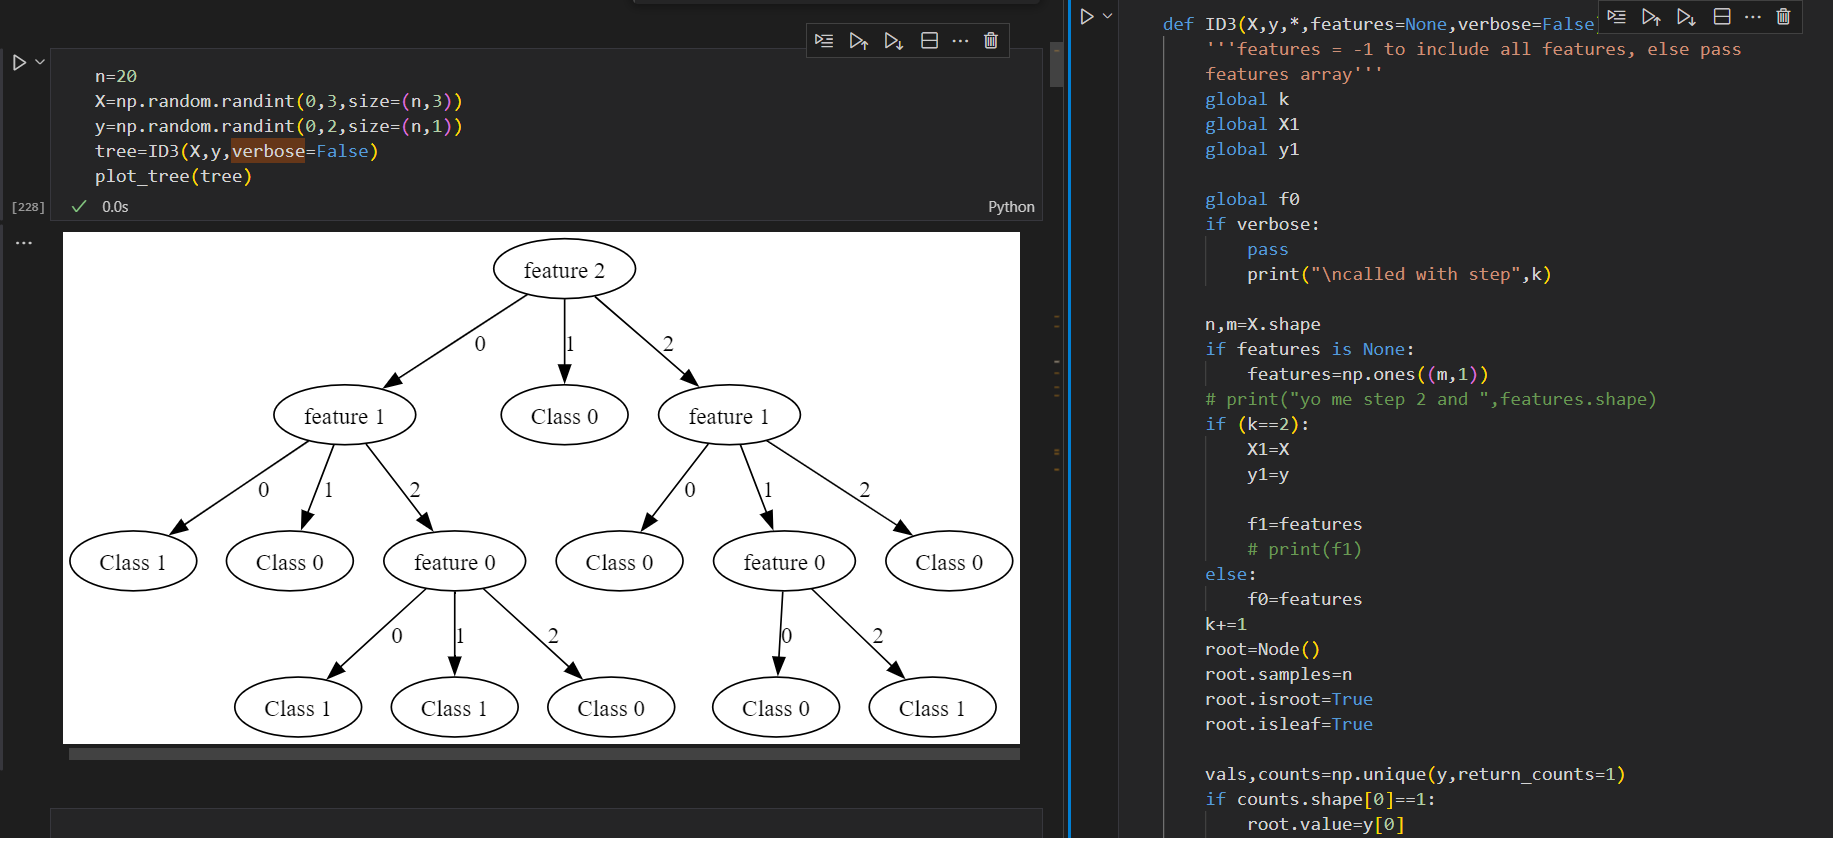 n=20
X=np.random.randint(0,3,size=(n,3))
y=np.random.randint(0,2,size=(n,1))
tree=ID3(X,y,verbose=False)
plot_tree(tree)
[228]
0.0s
Python
feature 2
0
1
2
feature 1
Class 0
feature 1
0
1
2
0
1
2
Class 1
Class 0
feature 0
Class 0
feature 0
Class 0
0
1
2
0
2
Class 1
Class 1
Class 0
Class 0
Class 1
def ID3(X,y,*,features=None,verbose=False
'''features = -1 to include all features, else pass
features array'''
global k
global X1
global y1
global f0
if verbose:
pass
print("\ncalled with step",k)
n,m=X.shape
if features is None:
features=np.ones((m,1))
# print("yo me step 2 and ",features.shape)
if (k==2):
X1=X
y1=y
f1=features
# print(f1)
else:
f0=features
k+=1
root=Node()
root.samples=n
root.isroot=True
root.isleaf=True
vals,counts=np.unique(y,return_counts=1)
if counts.shape[0]==1:
root.value=y[0]